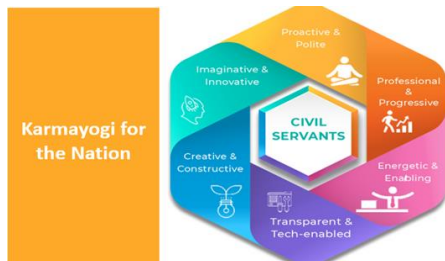 Karmayogi for
the Nation
Proactive &
Polite
Imaginative &
Innovative
Professional
&
Progressive
CIVIL
SERVANTS
Creative &
Constructive
Energetic &
Enabling
Transparent &
Tech-enabled